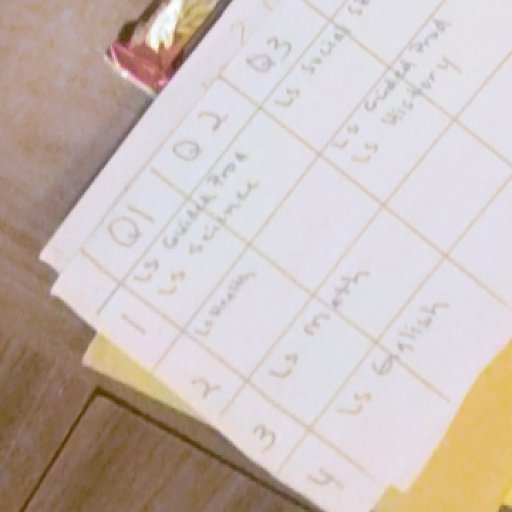 Q1
Q2
Q3
1
LS Guided Prod
LS Science
LS Guided Prod
LS History
LS Social
2
LS Health
3
LS Math
4
LS English